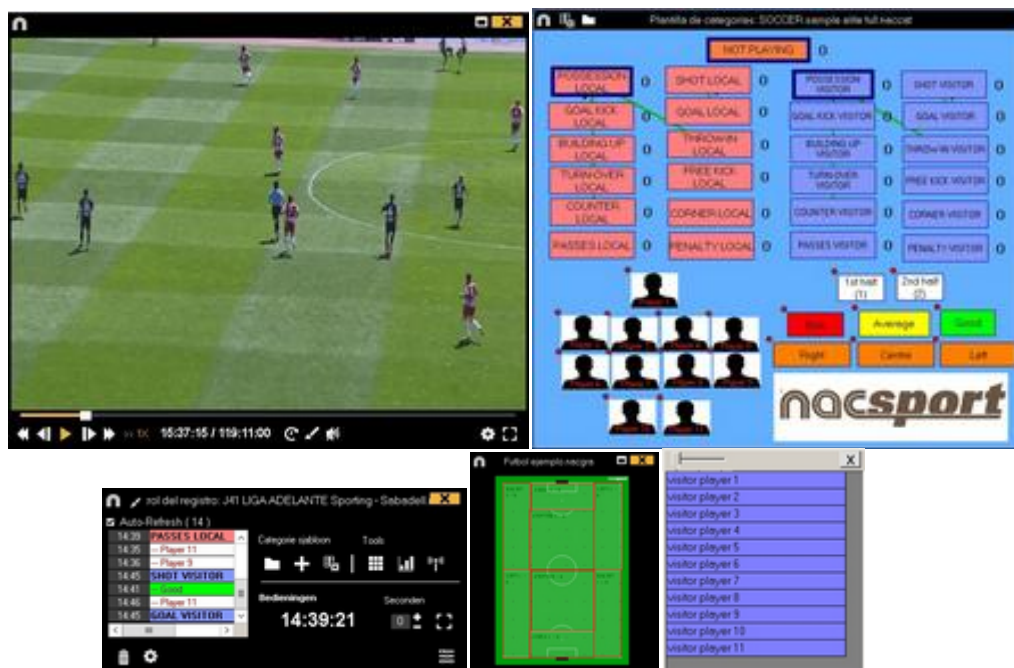 1X 15:37:15 / 119:11:00
Plantilla de categories: SOCCER sample elite full.naccat
NOT PLAYING 0
POSSESSION LOCAL 0
SHOT LOCAL 0
POSSESSION VISITOR 0
SHOT VISITOR 0
GOAL KICK LOCAL 0
GOAL LOCAL 0
GOAL KICK VISITOR 0
GOAL VISITOR 0
BUILDING UP LOCAL 0
THROW-IN LOCAL 0
BUILDING UP VISITOR 0
THROW-IN VISITOR 0
TURN-OVER LOCAL 0
FREE KICK LOCAL 0
TURN-OVER VISITOR 0
FREE KICK VISITOR 0
COUNTER LOCAL 0
CORNER LOCAL 0
COUNTER VISITOR 0
CORNER VISITOR 0
PASSES LOCAL 0
PENALTY LOCAL 0
PASSES VISITOR 0
PENALTY VISITOR 0
1st half (1)
2nd half (2)
Average
Good
Right
Centre
Left
nacsport
rol del registro: J41 LIGA ADELANTE Sporting - Sabadell
X
Auto-Refresh ( 14 )
14:39 PASSES LOCAL
14:35 -- Player 11
14:36 -- Player 9
14:45 SHOT VISITOR
14:41 -- Good
14:46 -- Player 11
14:45 GOAL VISITOR
Categorie sjabloon
Tools
Bedieningen
Seconden
14:39:21
0
Futbol ejemplo.nacgra
X
X
visitor player 1
visitor player 2
visitor player 3
visitor player 4
visitor player 5
visitor player 6
visitor player 7
visitor player 8
visitor player 9
visitor player 10
visitor player 11